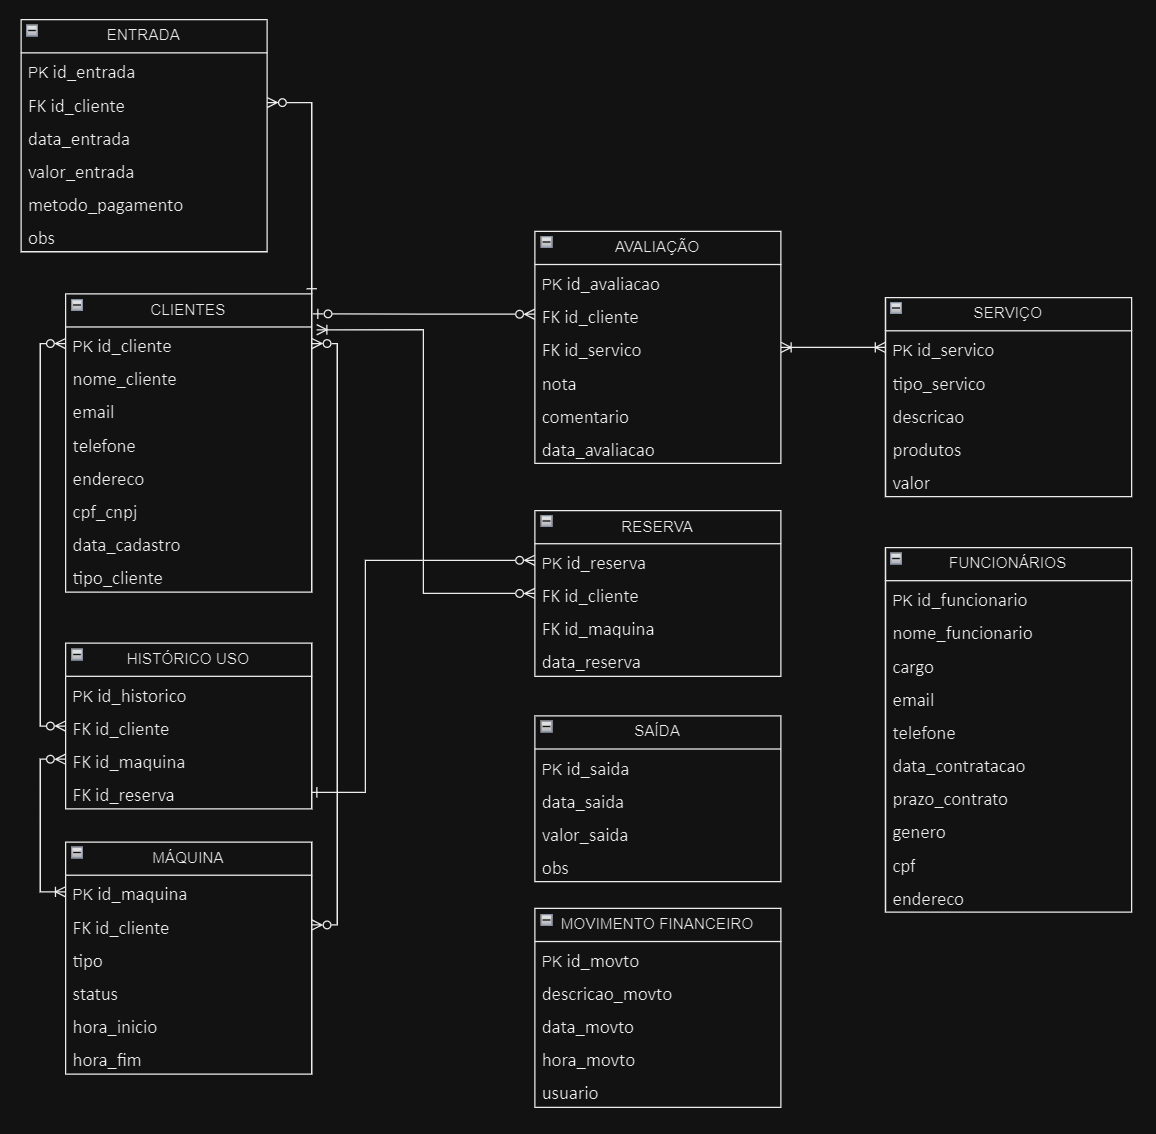 ENTRADA
PK id_entrada
FK id_cliente
data_entrada
valor_entrada
metodo_pagamento
obs
CLIENTES
PK id_cliente
nome_cliente
email
telefone
endereco
cpf_cnpj
data_cadastro
tipo_cliente
HISTÓRICO USO
PK id_historico
FK id_cliente
FK id_maquina
FK id_reserva
MÁQUINA
PK id_maquina
FK id_cliente
tipo
status
hora_inicio
hora_fim
AVALIAÇÃO
PK id_avaliacao
FK id_cliente
FK id_servico
nota
comentario
data_avaliacao
RESERVA
PK id_reserva
FK id_cliente
FK id_maquina
data_reserva
SAÍDA
PK id_saida
data_saida
valor_saida
obs
MOVIMENTO FINANCEIRO
PK id_movto
descricao_movto
data_movto
hora_movto
usuario
SERVIÇO
PK id_servico
tipo_servico
descricao
produtos
valor
FUNCIONÁRIOS
PK id_funcionario
nome_funcionario
cargo
email
telefone
data_contratacao
prazo_contrato
genero
cpf
endereco